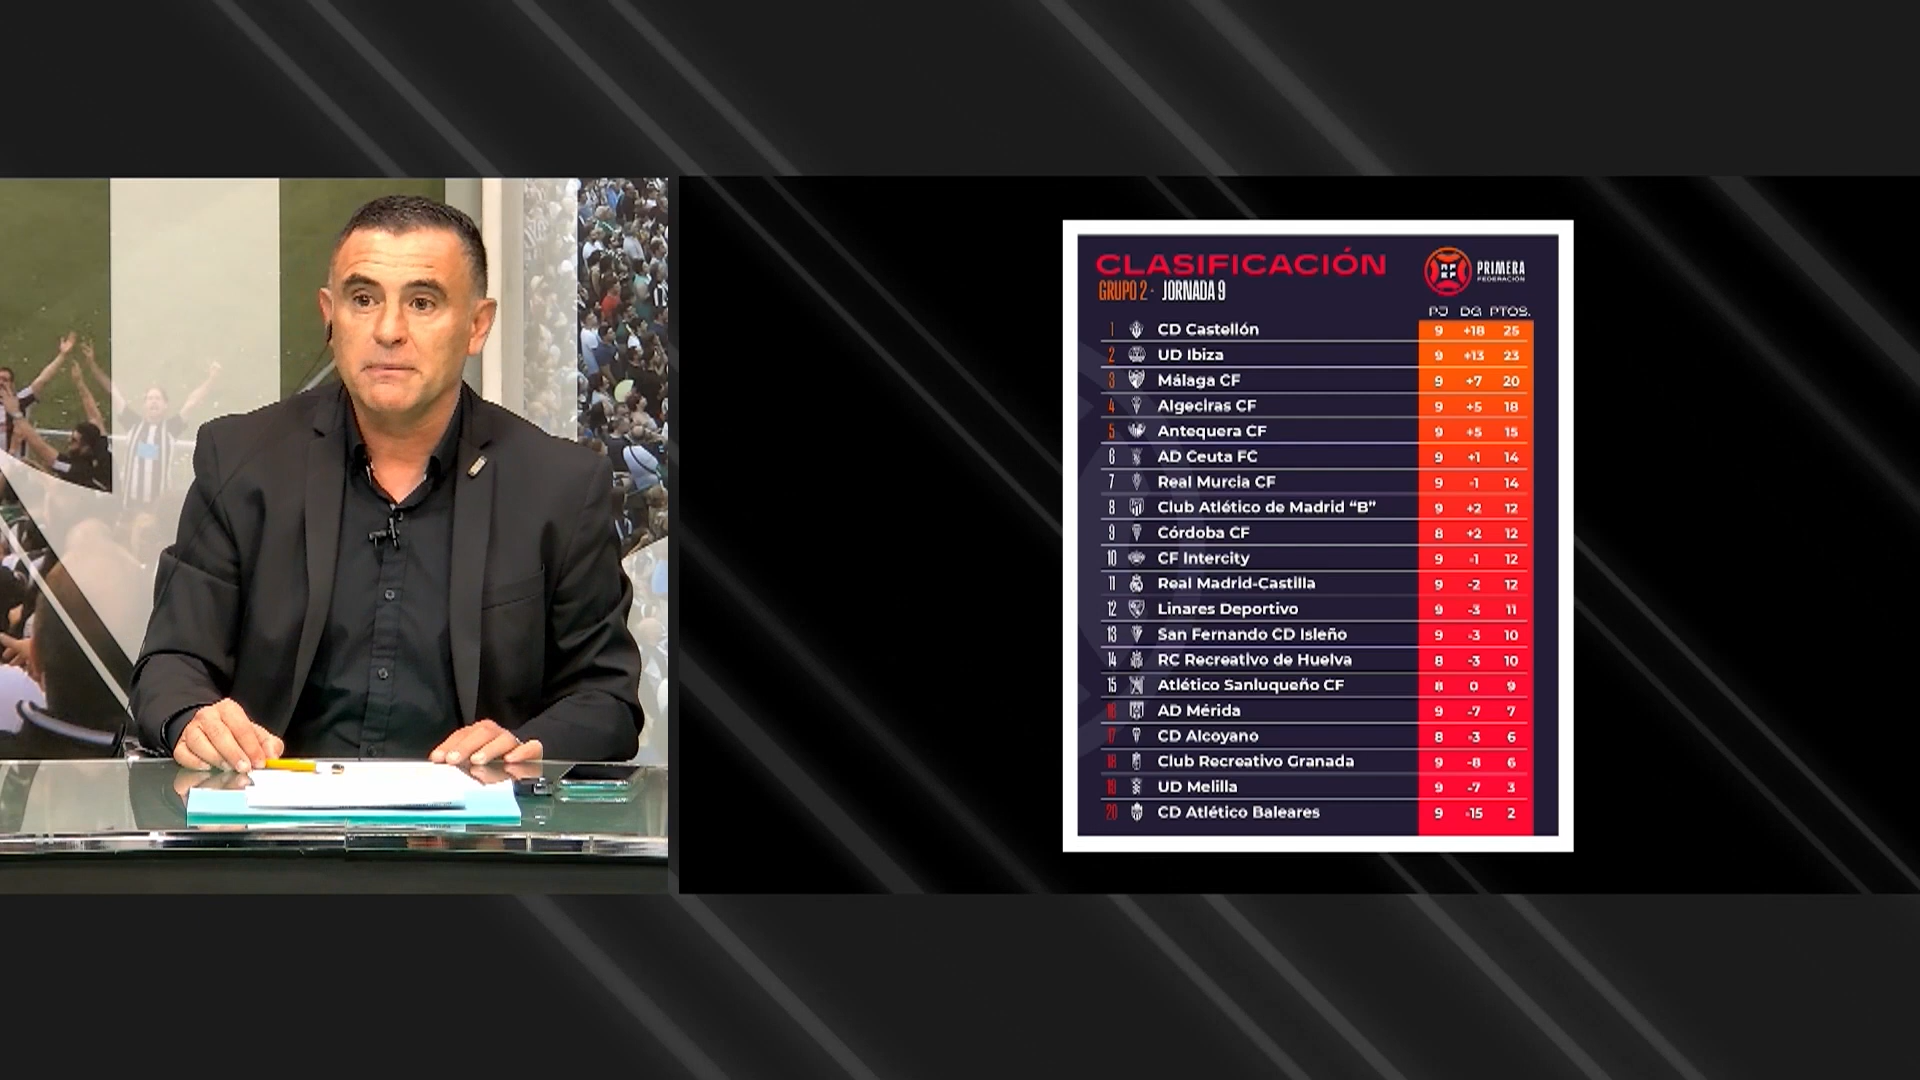 CLASIFICACIÓN
GRUPO 2 · JORNADA 9
RFEF
PRIMERA
FEDERACIÓN
PJ DG PTOS.
1 CD Castellón 9 +18 25
2 UD Ibiza 9 +13 23
3 Málaga CF 9 +7 20
4 Algeciras CF 9 +5 18
5 Antequera CF 9 +5 15
6 AD Ceuta FC 9 +1 14
7 Real Murcia CF 9 -1 14
8 Club Atlético de Madrid “B” 9 +2 12
9 Córdoba CF 8 +2 12
10 CF Intercity 9 -1 12
11 Real Madrid-Castilla 9 -2 12
12 Linares Deportivo 9 -3 11
13 San Fernando CD Isleño 9 -3 10
14 RC Recreativo de Huelva 8 -3 10
15 Atlético Sanluqueño CF 8 0 9
16 AD Mérida 9 -7 7
17 CD Alcoyano 8 -3 6
18 Club Recreativo Granada 9 -8 6
19 UD Melilla 9 -7 3
20 CD Atlético Baleares 9 -15 2